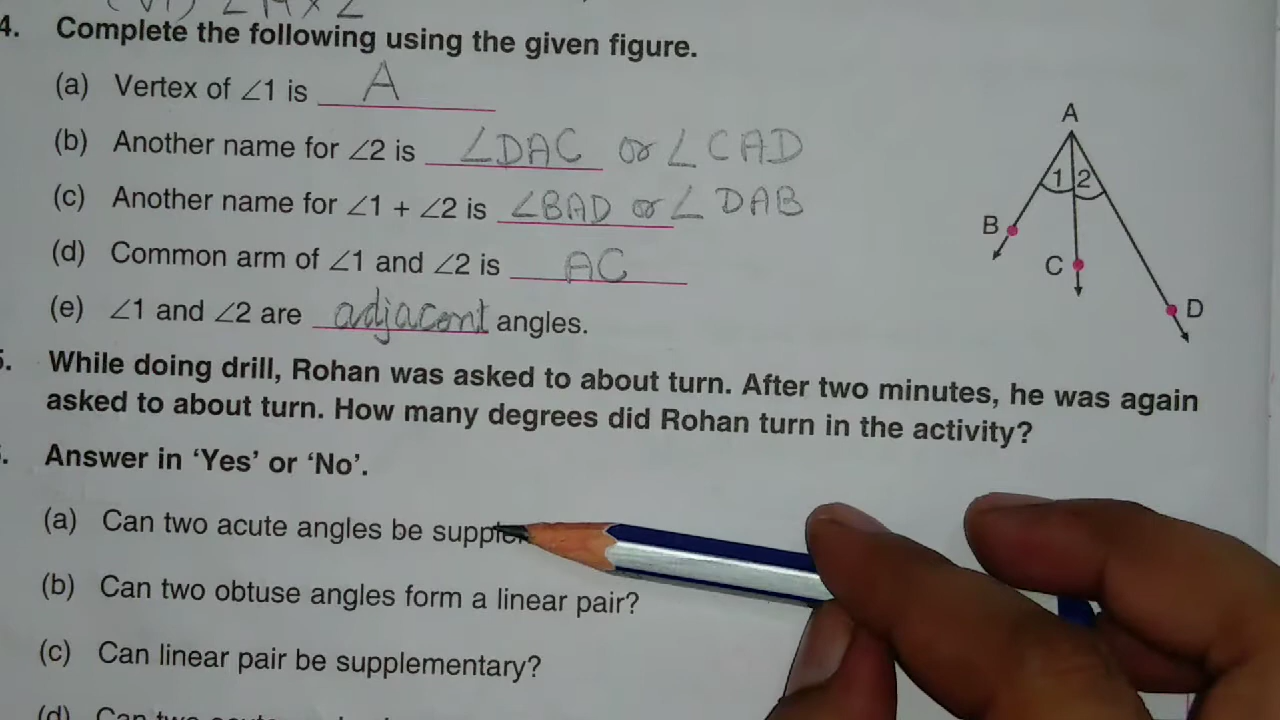 4. Complete the following using the given figure.
(a) Vertex of ∠1 is A
(b) Another name for ∠2 is ∠DAC or ∠CAD
(c) Another name for ∠1 + ∠2 is ∠BAD or ∠DAB
(d) Common arm of ∠1 and ∠2 is AC
(e) ∠1 and ∠2 are adjacent angles.
A
1 2
B
C
D
While doing drill, Rohan was asked to about turn. After two minutes, he was again
asked to about turn. How many degrees did Rohan turn in the activity?
Answer in ‘Yes’ or ‘No’.
(a) Can two acute angles be
(b) Can two obtuse angles form a linear pair?
(c) Can linear pair be supplementary?
(d) Can two